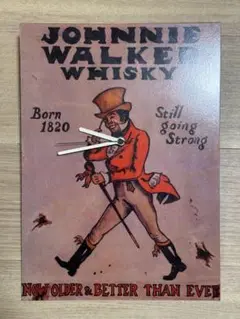 JOHNNIE
WALKER
WHISKY
Born
1820
Still
going
Strong
NOW OLDER & BETTER THAN EVER